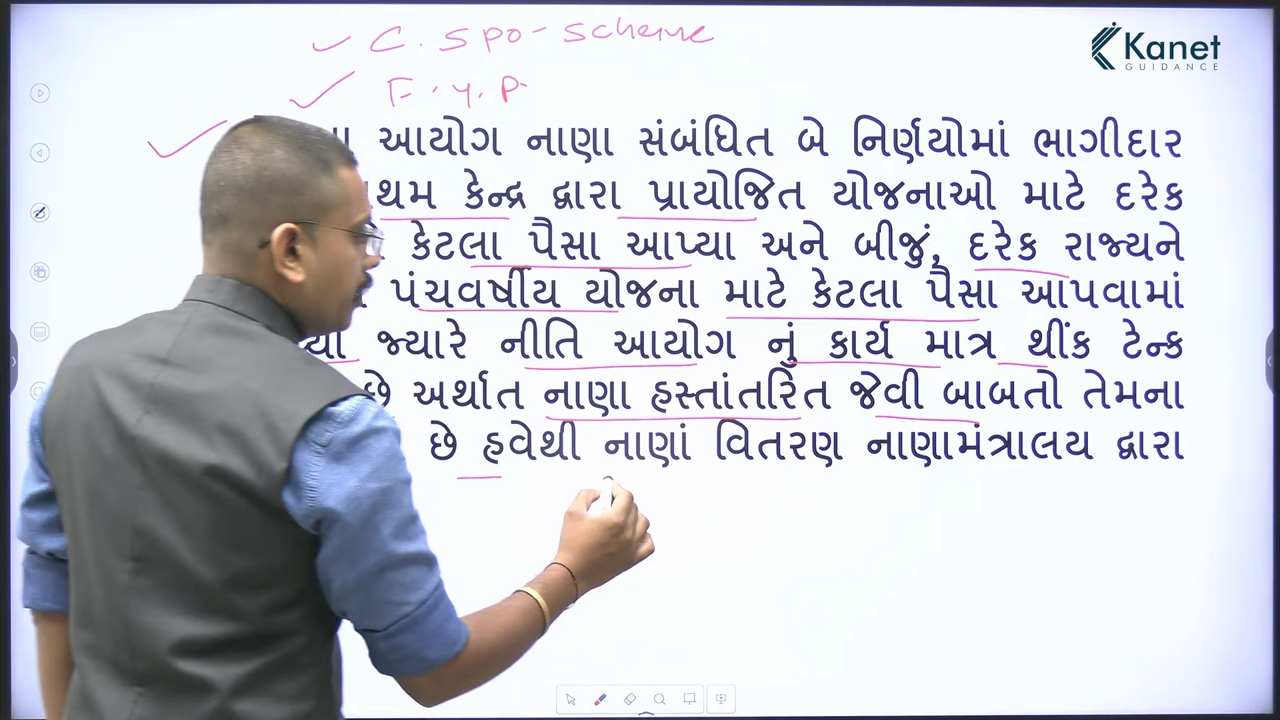 C. Spo-Scheme
F.Y.P
Kanet
GUIDANCE
આયોગ નાણા સંબંધિત બે નિર્ણયોમાં ભાગીદાર
કેન્દ્ર દ્વારા પ્રાયોજિત યોજનાઓ માટે દરેક
કેટલા પૈસા આપ્યા અને બીજું, દરેક રાજ્યને
પંચવર્ષીય યોજના માટે કેટલા પૈસા આપવામાં
જ્યારે નીતિ આયોગ નું કાર્ય માત્ર થીંક ટેન્ક
છે અર્થાત નાણા હસ્તાંતરિત જેવી બાબતો તેમના
છે હવેથી નાણાં વિતરણ નાણામંત્રાલય દ્વારા